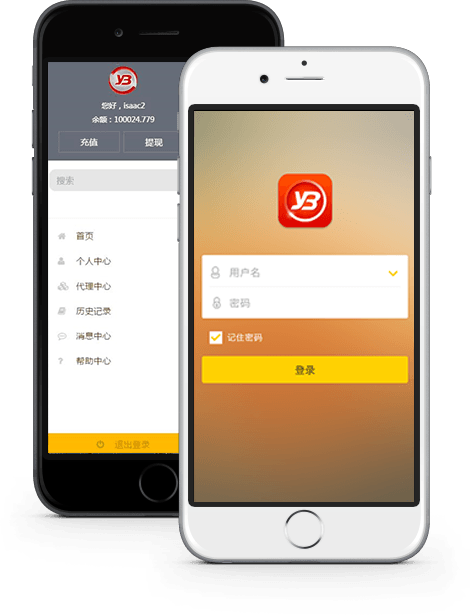 YB
您好，isaac2
余额：100024.779
充值
提现
搜索
首页
个人中心
代理中心
历史记录
消息中心
帮助中心
退出登录
YB
用户名
密码
记住密码
登录